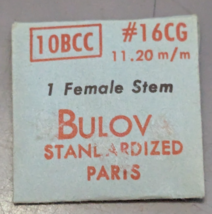 10BCC #16CG
11.20 m/m
1 Female Stem
BULOV
STANDARDIZED
PARTS